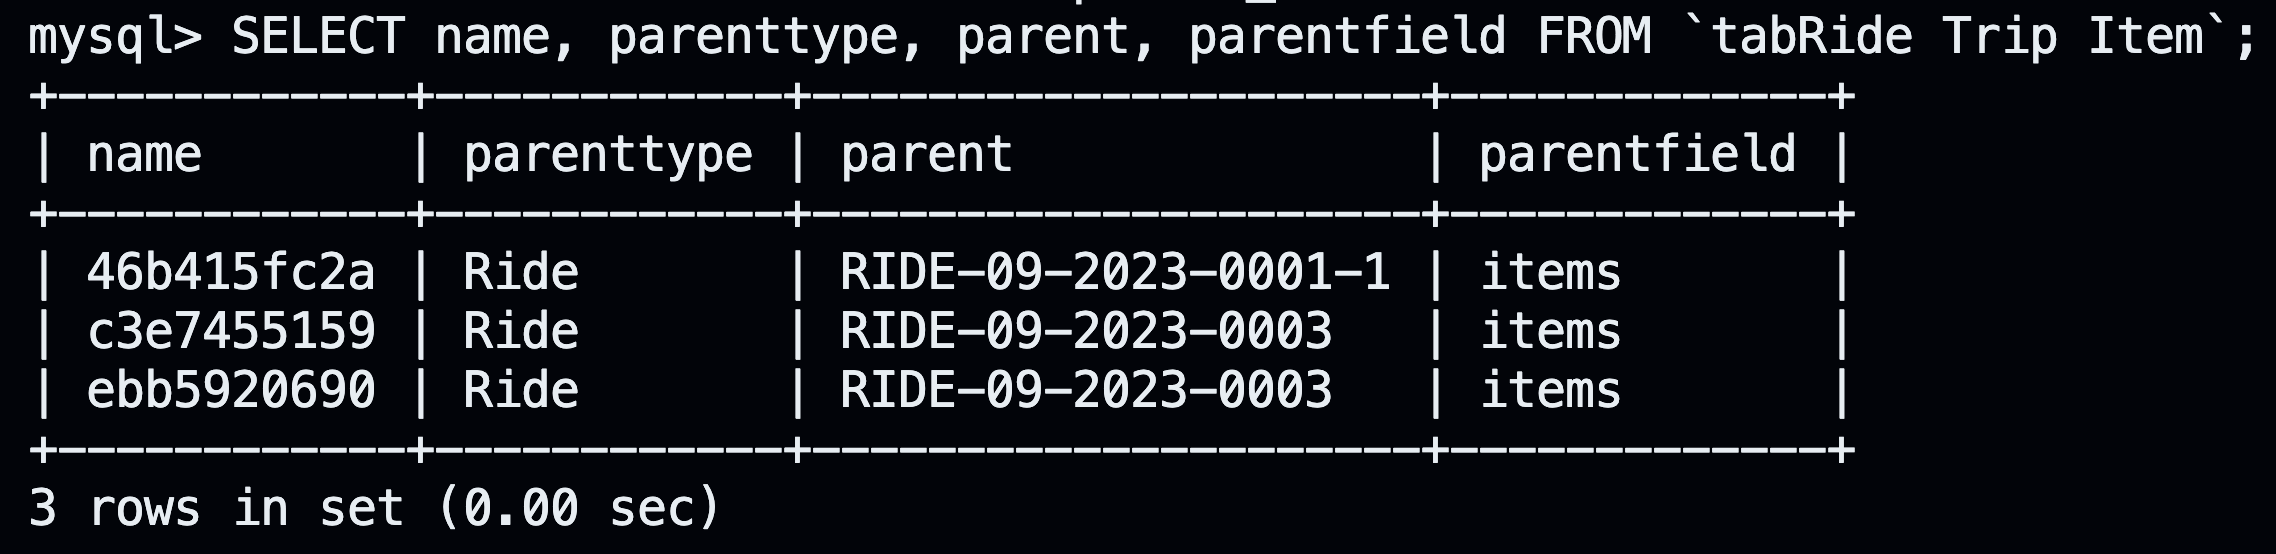 mysql> SELECT name, parenttype, parent, parentfield FROM `tabRide Trip Item`;
+------------+------------+---------------------+-------------+
| name       | parenttype | parent              | parentfield |
+------------+------------+---------------------+-------------+
| 46b415fc2a | Ride       | RIDE-09-2023-0001-1 | items       |
| c3e7455159 | Ride       | RIDE-09-2023-0003   | items       |
| ebb5920690 | Ride       | RIDE-09-2023-0003   | items       |
+------------+------------+---------------------+-------------+
3 rows in set (0.00 sec)